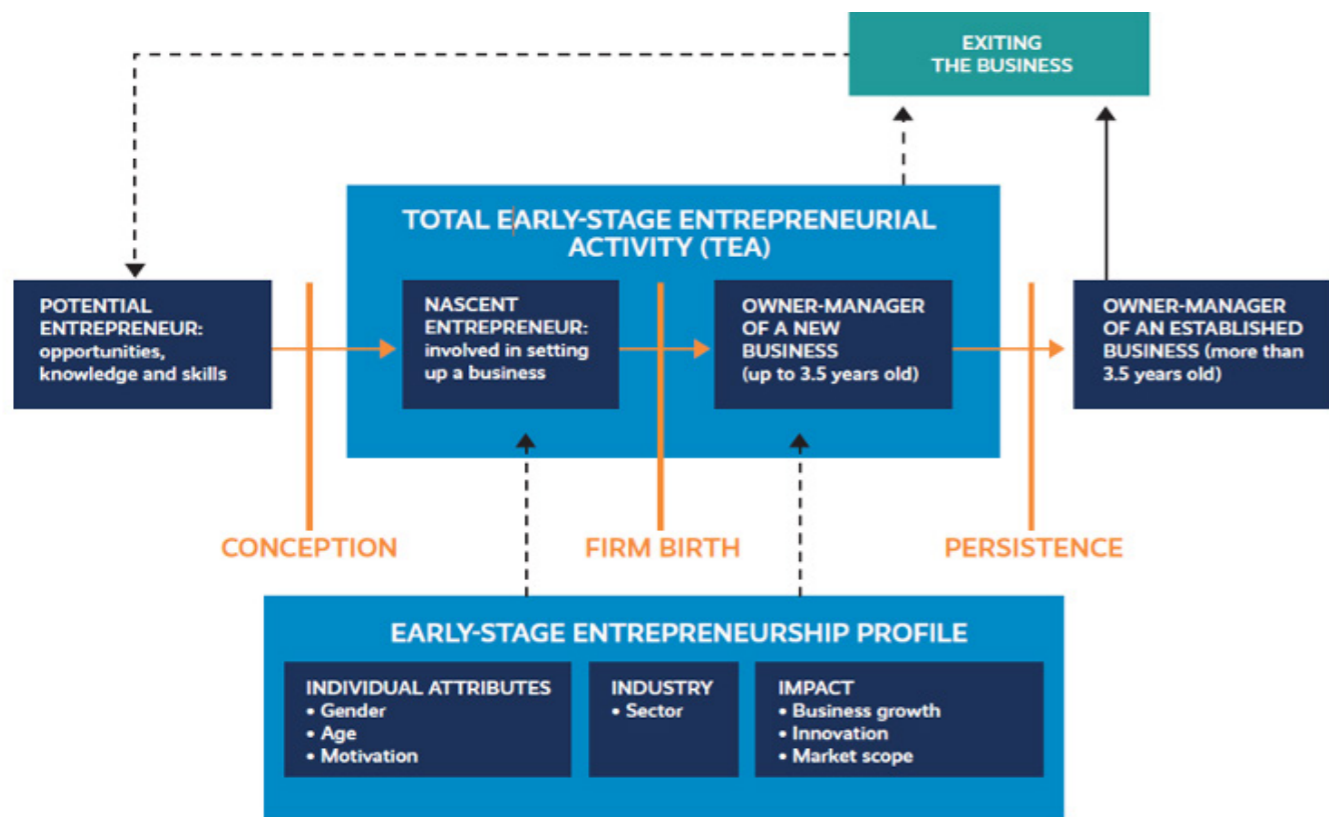 EXITING
THE BUSINESS
TOTAL EARLY-STAGE ENTREPRENEURIAL
ACTIVITY (TEA)
POTENTIAL
ENTREPRENEUR:
opportunities,
knowledge and skills
NASCENT
ENTREPRENEUR:
involved in setting
up a business
OWNER-MANAGER
OF A NEW
BUSINESS
(up to 3.5 years old)
OWNER-MANAGER
OF AN ESTABLISHED
BUSINESS (more than
3.5 years old)
CONCEPTION
FIRM BIRTH
PERSISTENCE
EARLY-STAGE ENTREPRENEURSHIP PROFILE
INDIVIDUAL ATTRIBUTES
• Gender
• Age
• Motivation
INDUSTRY
• Sector
IMPACT
• Business growth
• Innovation
• Market scope